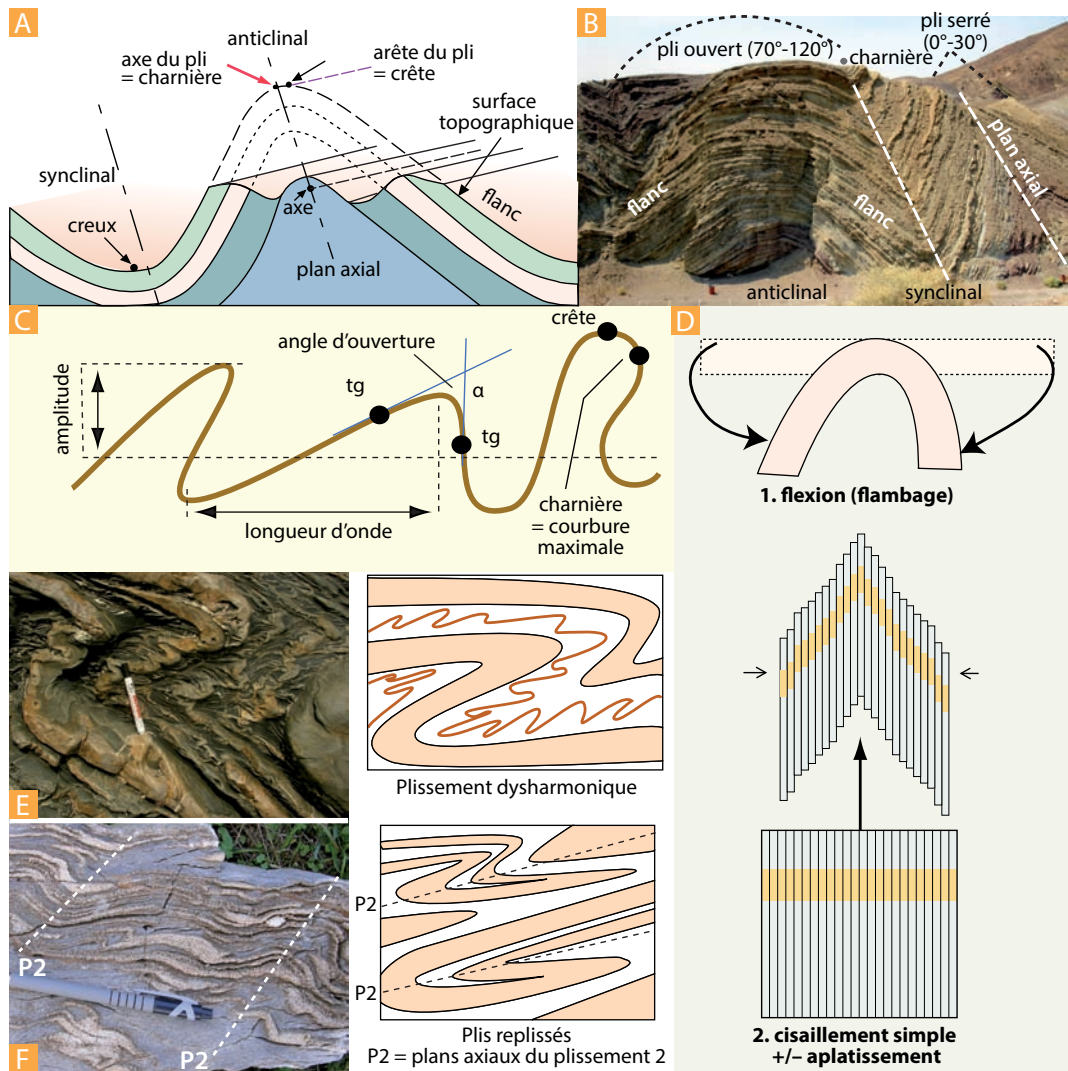 A
anticlinal
axe du pli
= charnière
arête du pli
= crête
surface
topographique
synclinal
creux
axe
flanc
plan axial
B
pli ouvert (70°-120°)
charnière
pli serré
(0°-30°)
plan axial
flanc
flanc
anticlinal
synclinal
C
amplitude
angle d'ouverture
tg
α
tg
crête
longueur d'onde
charnière
= courbure
maximale
D
1. flexion (flambage)
2. cisaillement simple
+/– aplatissement
E
Plissement dysharmonique
F
P2
P2
P2
P2
Plis replissés
P2 = plans axiaux du plissement 2